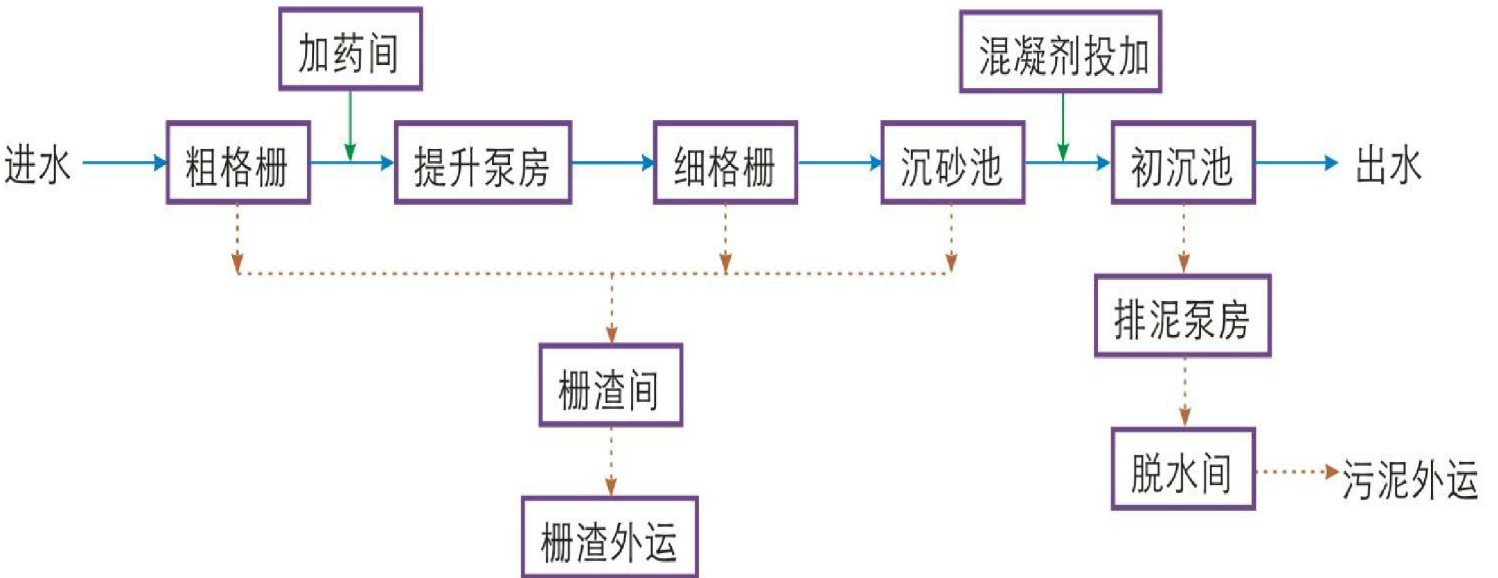 加药间
混凝剂投加
进水
粗格栅
提升泵房
细格栅
沉砂池
初沉池
出水
排泥泵房
栅渣间
脱水间
污泥外运
栅渣外运